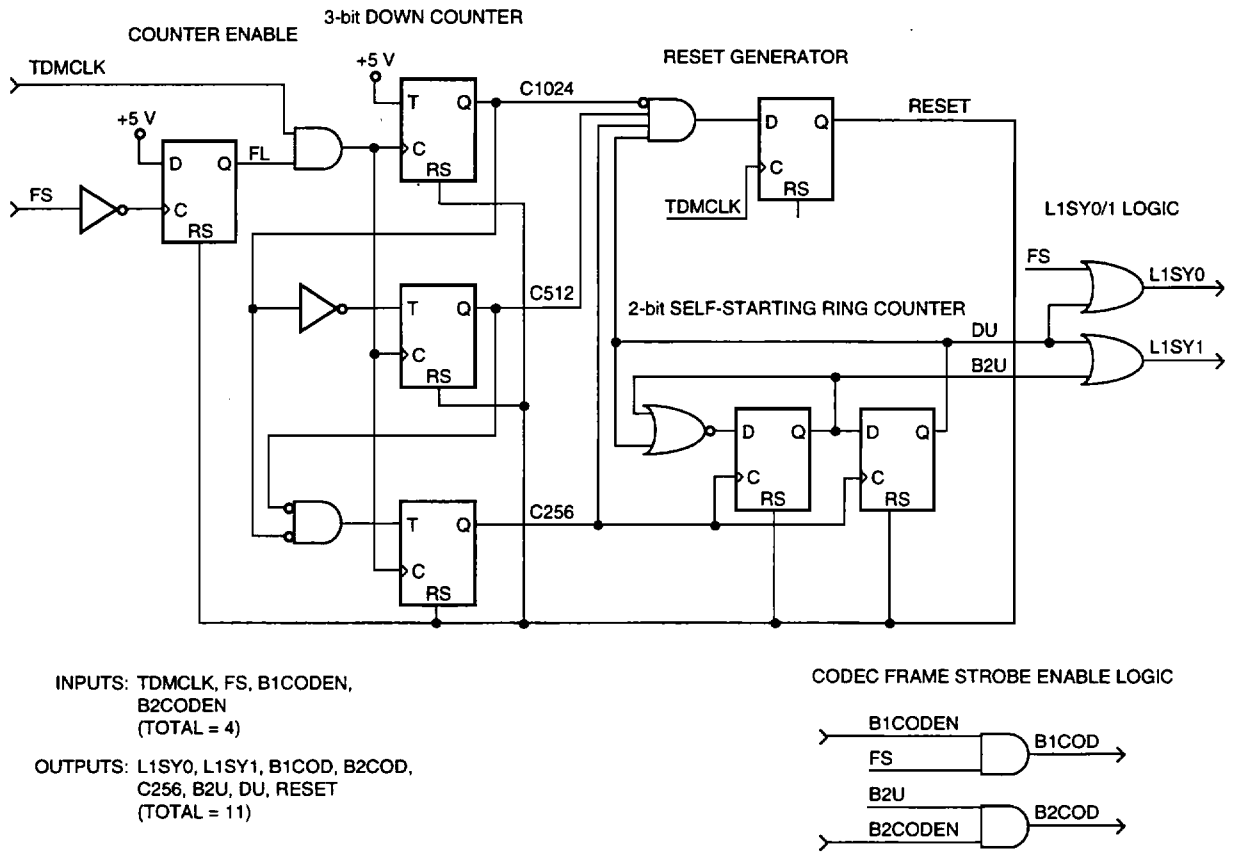 3-bit DOWN COUNTER
COUNTER ENABLE
RESET GENERATOR
TDMCLK
+5 V
T
Q
C1024
D
Q
RESET
+5 V
D
Q
FL
C
RS
C
RS
TDMCLK
FS
C
RS
L1SY0/1 LOGIC
FS
L1SY0
C512
T
Q
2-bit SELF-STARTING RING COUNTER
DU
L1SY1
C
B2U
RS
D
Q
D
Q
C
C
RS
RS
T
Q
C256
C
RS
INPUTS: TDMCLK, FS, B1CODEN,
B2CODEN
(TOTAL = 4)
OUTPUTS: L1SY0, L1SY1, B1COD, B2COD,
C256, B2U, DU, RESET
(TOTAL = 11)
CODEC FRAME STROBE ENABLE LOGIC
B1CODEN
B1COD
FS
B2U
B2COD
B2CODEN